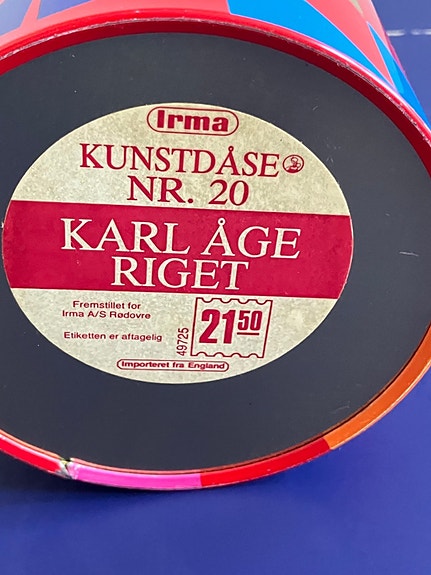 Irma
KUNSTDÅSE
NR. 20
KARL ÅGE
RIGET
Fremstillet for
Irma A/S Rødovre
Etiketten er aftagelig
49725
21.50
Importeret fra England